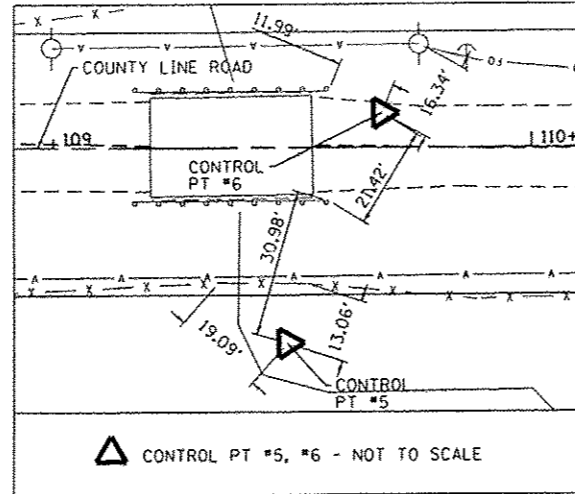 11.99'
16.34'
OF
COUNTY LINE ROAD
109
110+
CONTROL
PT #6
21.42'
30.98'
19.09'
13.06'
CONTROL
PT #5
CONTROL PT #5, #6 - NOT TO SCALE